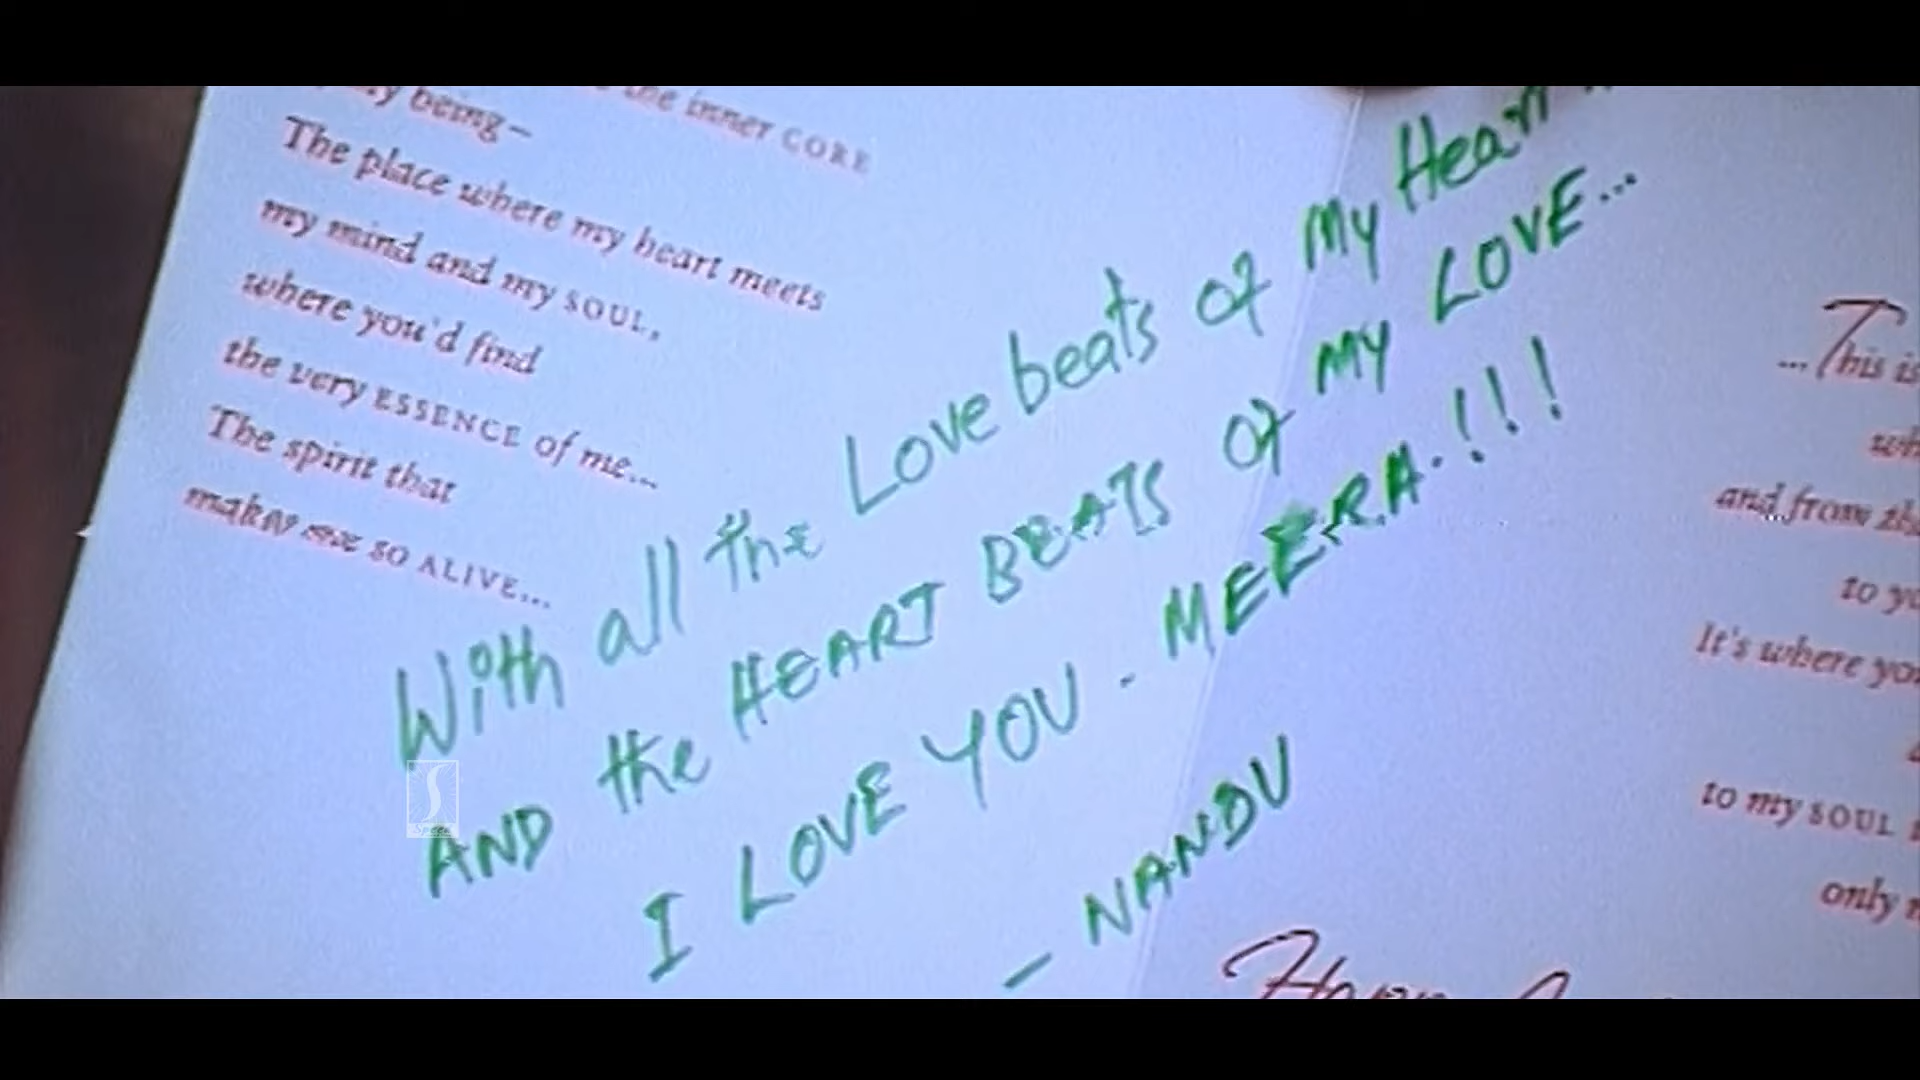 the inner CORE
my being–
The place where my heart meets
my mind and my SOUL,
where you'd find
the very ESSENCE of me...
The spirit that
makes me so ALIVE...
With all the Love beats of My Heart...
AND the HEART BEATS of MY LOVE...
I LOVE YOU - MEERA.!!!
– NANDU
...This is
and from
to
It's where
to my SOUL
only